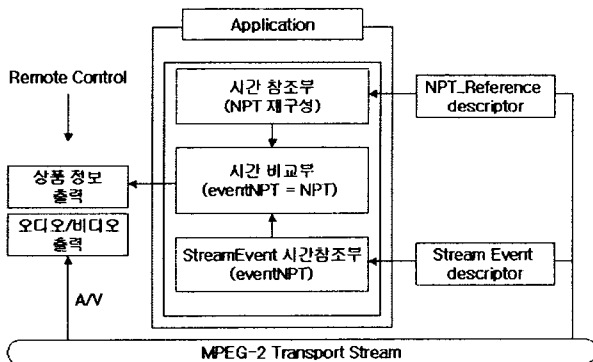 Application
Remote Control
시간 참조부
(NPT 재구성)
NPT_Reference
descriptor
시간 비교부
(eventNPT = NPT)
상품 정보
출력
오디오/비디오
출력
StreamEvent 시간참조부
(eventNPT)
Stream Event
descriptor
A/V
MPEG-2 Transport Stream